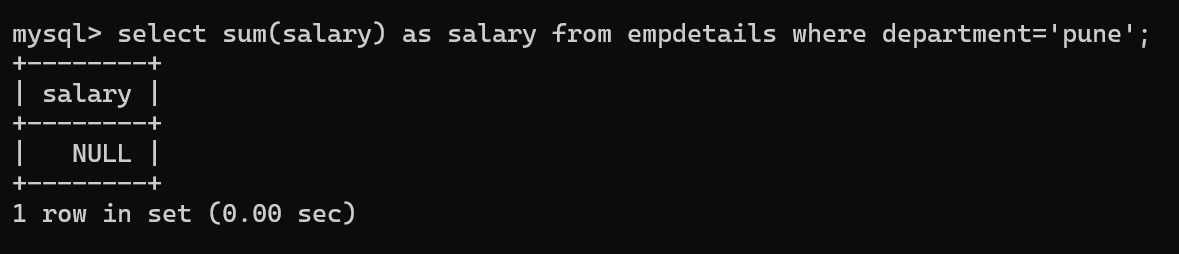 mysql> select sum(salary) as salary from empdetails where department='pune';
+--------+
| salary |
+--------+
|   NULL |
+--------+
1 row in set (0.00 sec)